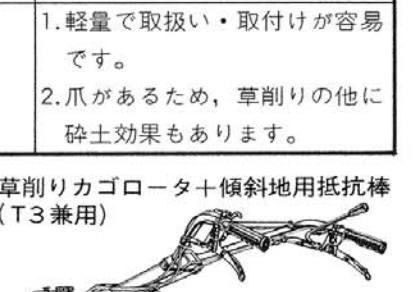 1.軽量で取扱い・取付けが容易
です。
2.爪があるため，草削りの他に
砕土効果もあります。
草削りカゴロータ＋傾斜地用抵抗棒
(T3兼用)